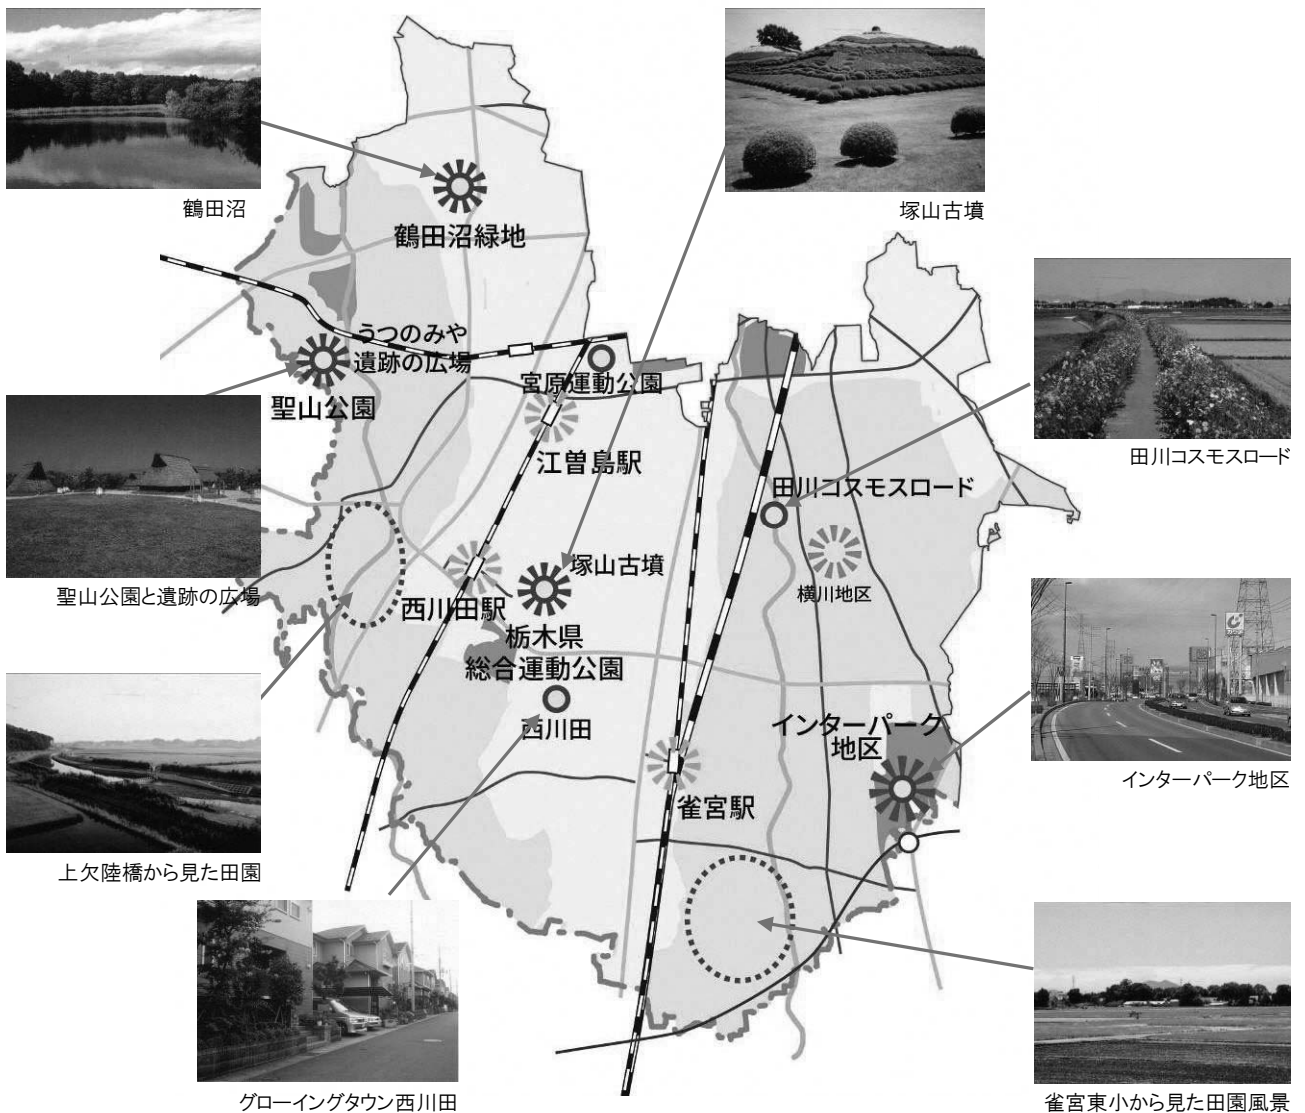 鶴田沼
塚山古墳
鶴田沼緑地
うつのみや
遺跡の広場
宮原運動公園
聖山公園
江曽島駅
田川コスモスロード
田川コスモスロード
塚山古墳
横川地区
聖山公園と遺跡の広場
西川田駅
栃木県
総合運動公園
西川田
インターパーク
地区
インターパーク地区
雀宮駅
上欠陸橋から見た田園
グローイングタウン西川田
雀宮東小から見た田園風景